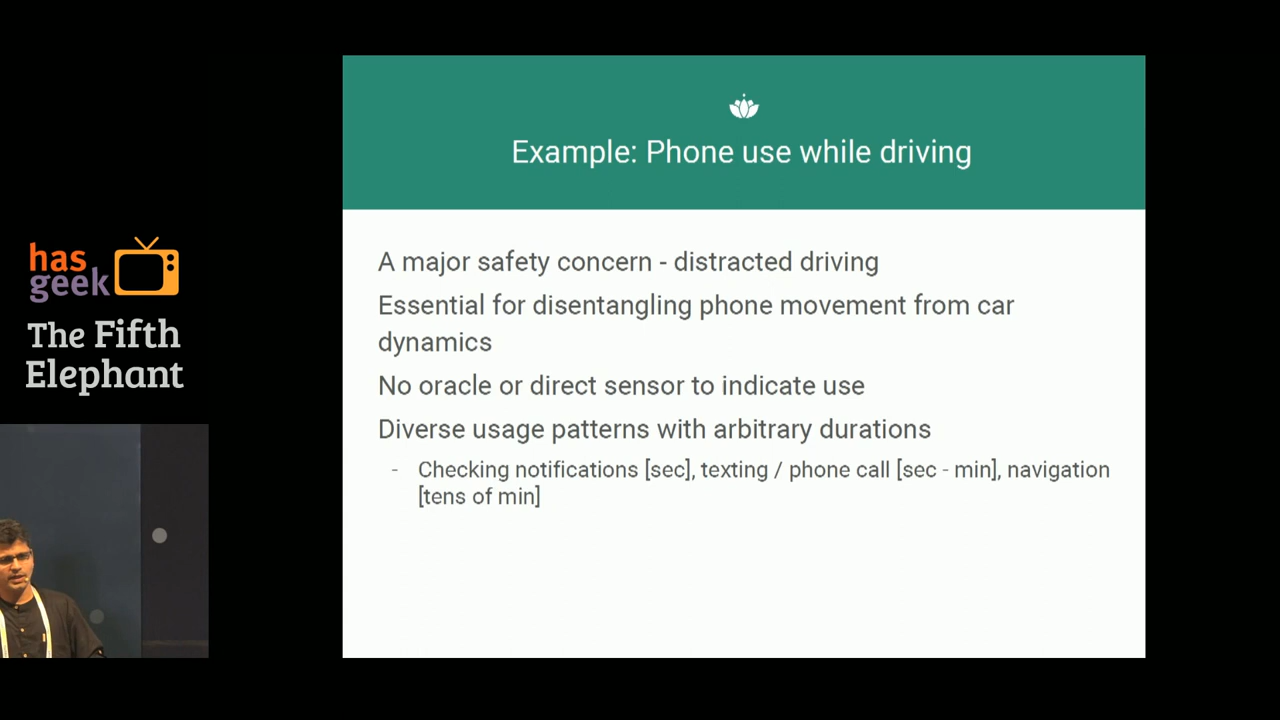 has
geek
The Fifth
Elephant
Example: Phone use while driving
A major safety concern - distracted driving
Essential for disentangling phone movement from car
dynamics
No oracle or direct sensor to indicate use
Diverse usage patterns with arbitrary durations
- Checking notifications [sec], texting / phone call [sec - min], navigation
[tens of min]